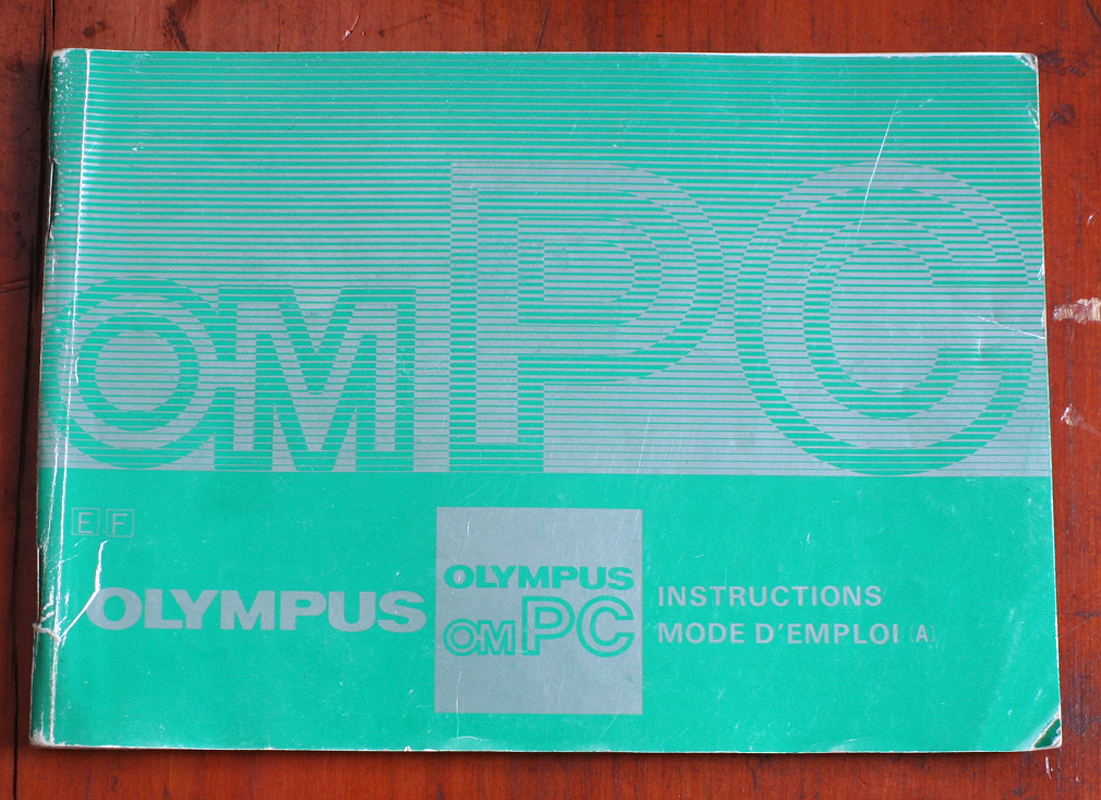 OM PC
E F
OLYMPUS
OLYMPUS
OM PC
INSTRUCTIONS
MODE D'EMPLOI [A]